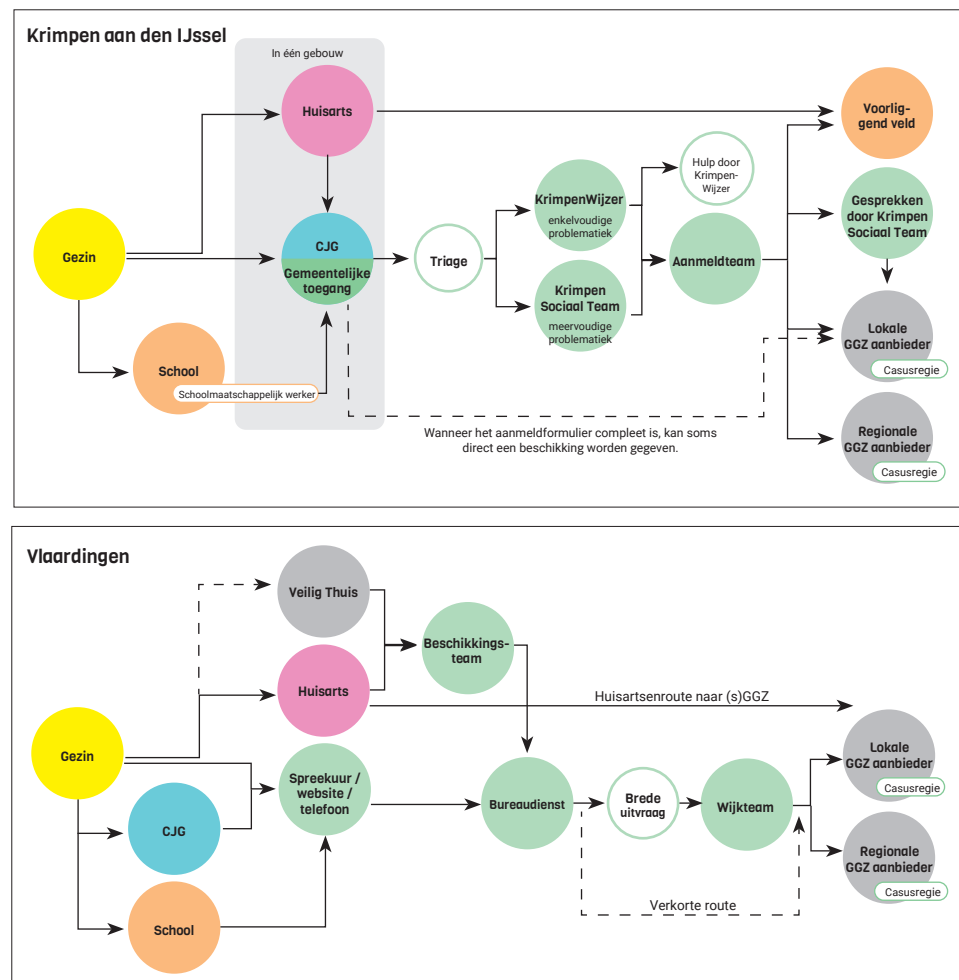 Krimpen aan den IJssel
In één gebouw
Huisarts
Voorlig-
gend veld
Hulp door
Krimpen-
Wijzer
KrimpenWijzer
enkelvoudige
problematiek
Gesprekken
door Krimpen
Sociaal Team
Gezin
CJG
Gemeentelijke
toegang
Triage
Aanmeldteam
Krimpen
Sociaal Team
meervoudige
problematiek
Lokale
GGZ aanbieder
Casusregie
School
Schoolmaatschappelijk werker
Wanneer het aanmeldformulier compleet is, kan soms
direct een beschikking worden gegeven.
Regionale
GGZ aanbieder
Casusregie
Vlaardingen
Veilig Thuis
Beschikkings-
team
Huisarts
Huisartsenroute naar (s)GGZ
Gezin
Lokale
GGZ aanbieder
Casusregie
Spreekuur /
website /
telefoon
Bureaudienst
Brede
uitvraag
Wijkteam
CJG
Regionale
GGZ aanbieder
Casusregie
Verkorte route
School